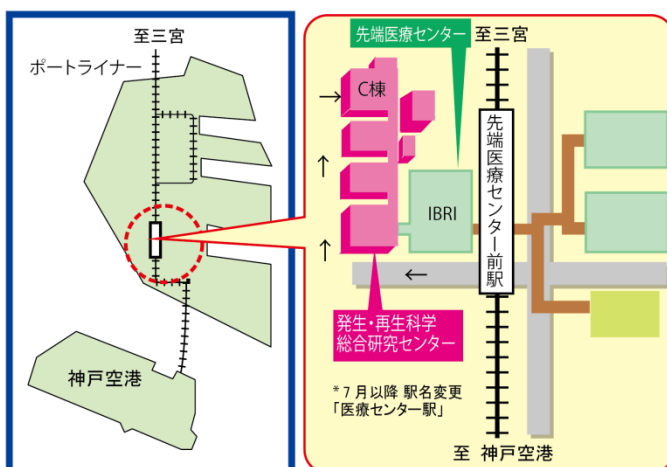 至三宮
ポートライナー
神戸空港
先端医療センター
至三宮
C棟
→
↑
↑
IBRI
先端医療センター前駅
←
発生・再生科学
総合研究センター
*7月以降 駅名変更
「医療センター駅」
至 神戸空港